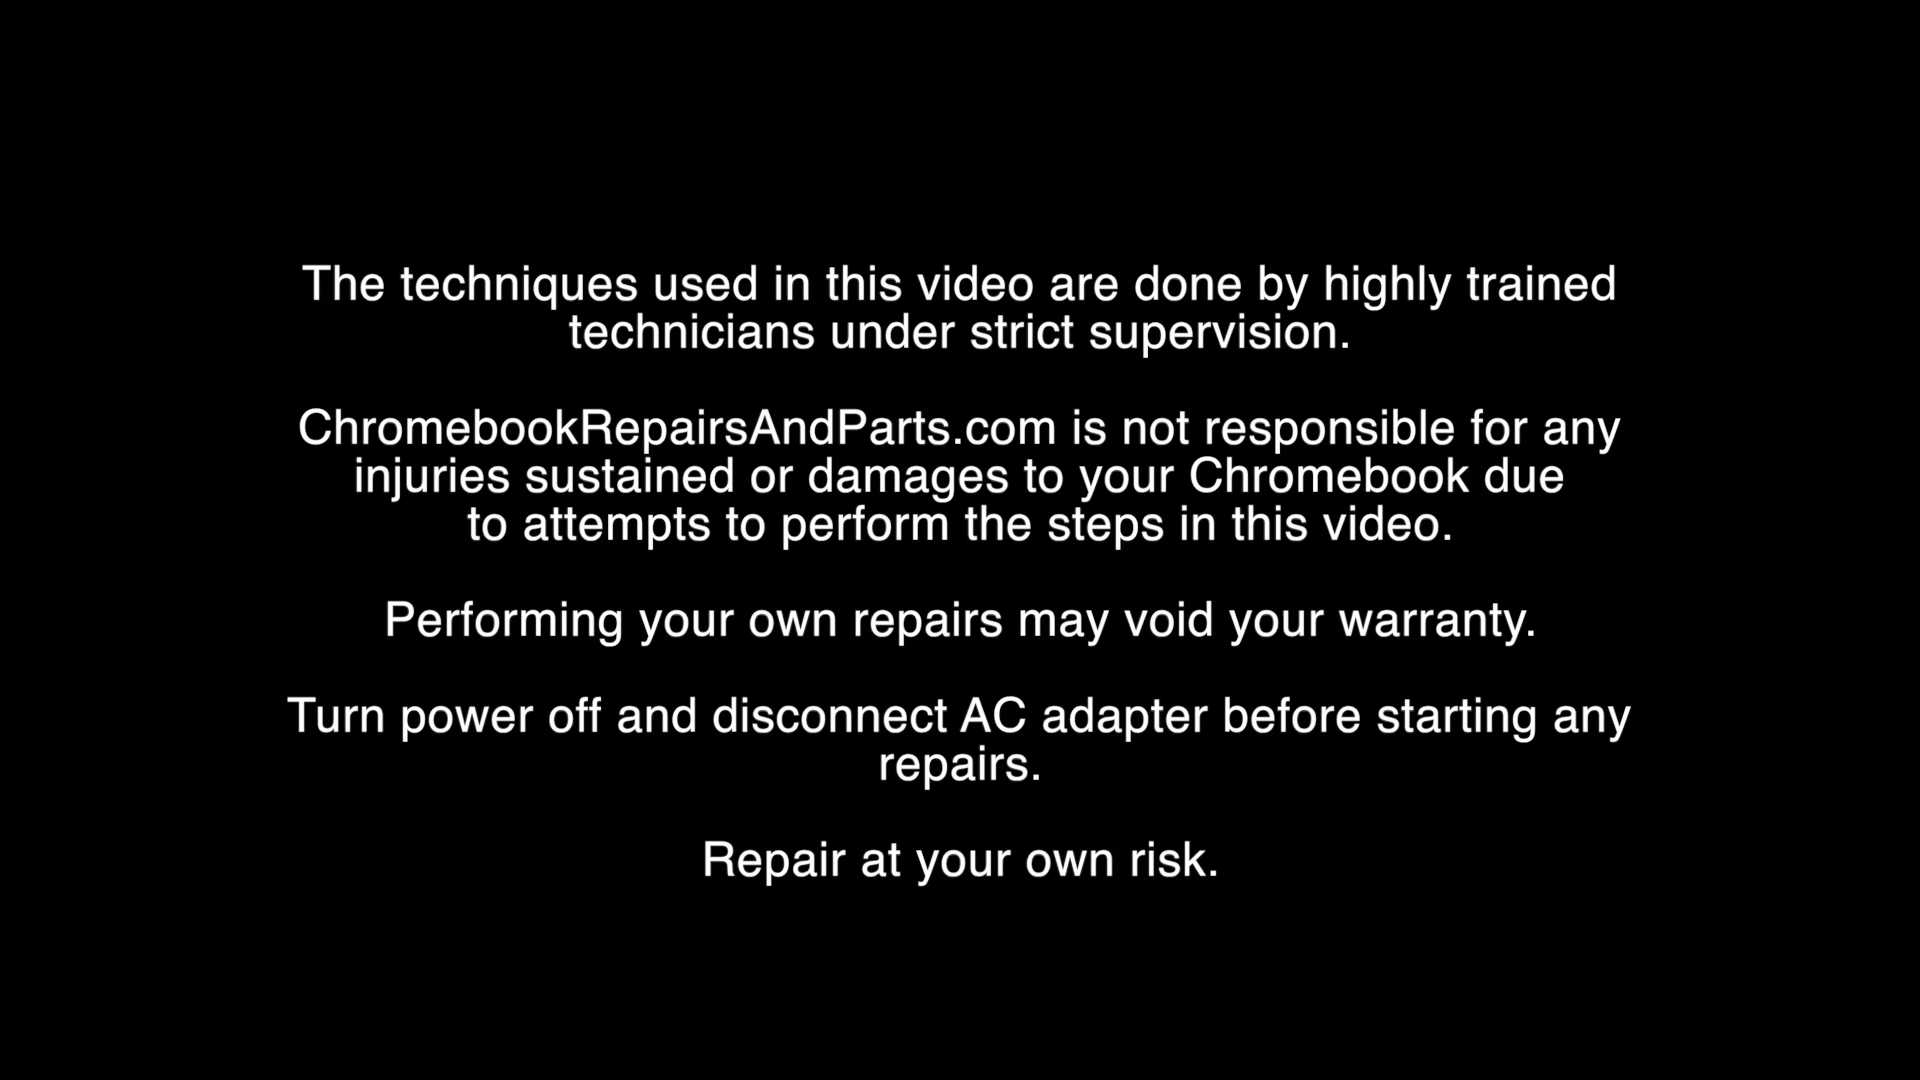 The techniques used in this video are done by highly trained
technicians under strict supervision.
ChromebookRepairsAndParts.com is not responsible for any
injuries sustained or damages to your Chromebook due
to attempts to perform the steps in this video.
Performing your own repairs may void your warranty.
Turn power off and disconnect AC adapter before starting any
repairs.
Repair at your own risk.